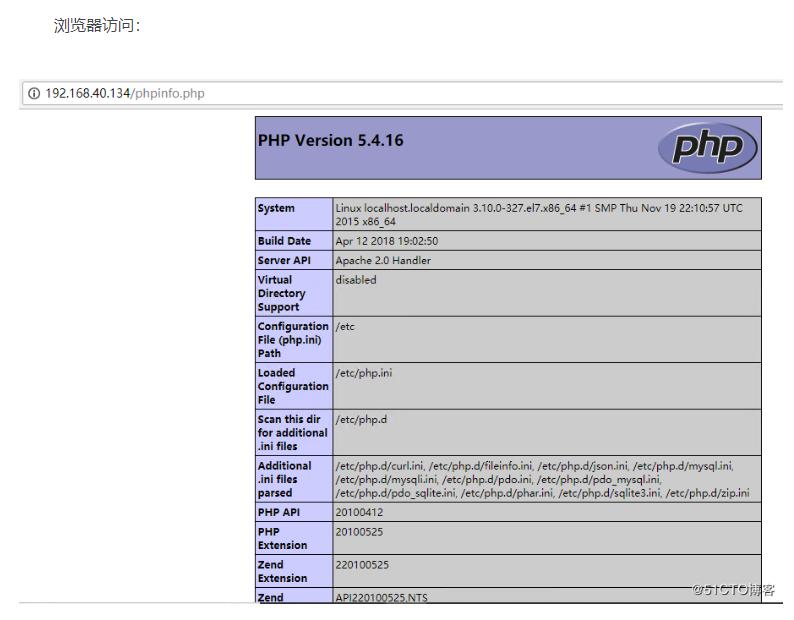 浏览器访问：
192.168.40.134/phpinfo.php
PHP Version 5.4.16
php
System
Linux localhost.localdomain 3.10.0-327.el7.x86_64 #1 SMP Thu Nov 19 22:10:57 UTC
2015 x86_64
Build Date
Apr 12 2018 19:02:50
Server API
Apache 2.0 Handler
Virtual
Directory
Support
disabled
Configuration
File (php.ini)
Path
/etc
Loaded
Configuration
File
/etc/php.ini
Scan this dir
for additional
.ini files
/etc/php.d
Additional
.ini files
parsed
/etc/php.d/curl.ini, /etc/php.d/fileinfo.ini, /etc/php.d/json.ini, /etc/php.d/mysql.ini,
/etc/php.d/mysqli.ini, /etc/php.d/pdo.ini, /etc/php.d/pdo_mysql.ini,
/etc/php.d/pdo_sqlite.ini, /etc/php.d/phar.ini, /etc/php.d/sqlite3.ini, /etc/php.d/zip.ini
PHP API
20100412
PHP
Extension
20100525
Zend
Extension
220100525
Zend
API220100525,NTS
@51CTO博客